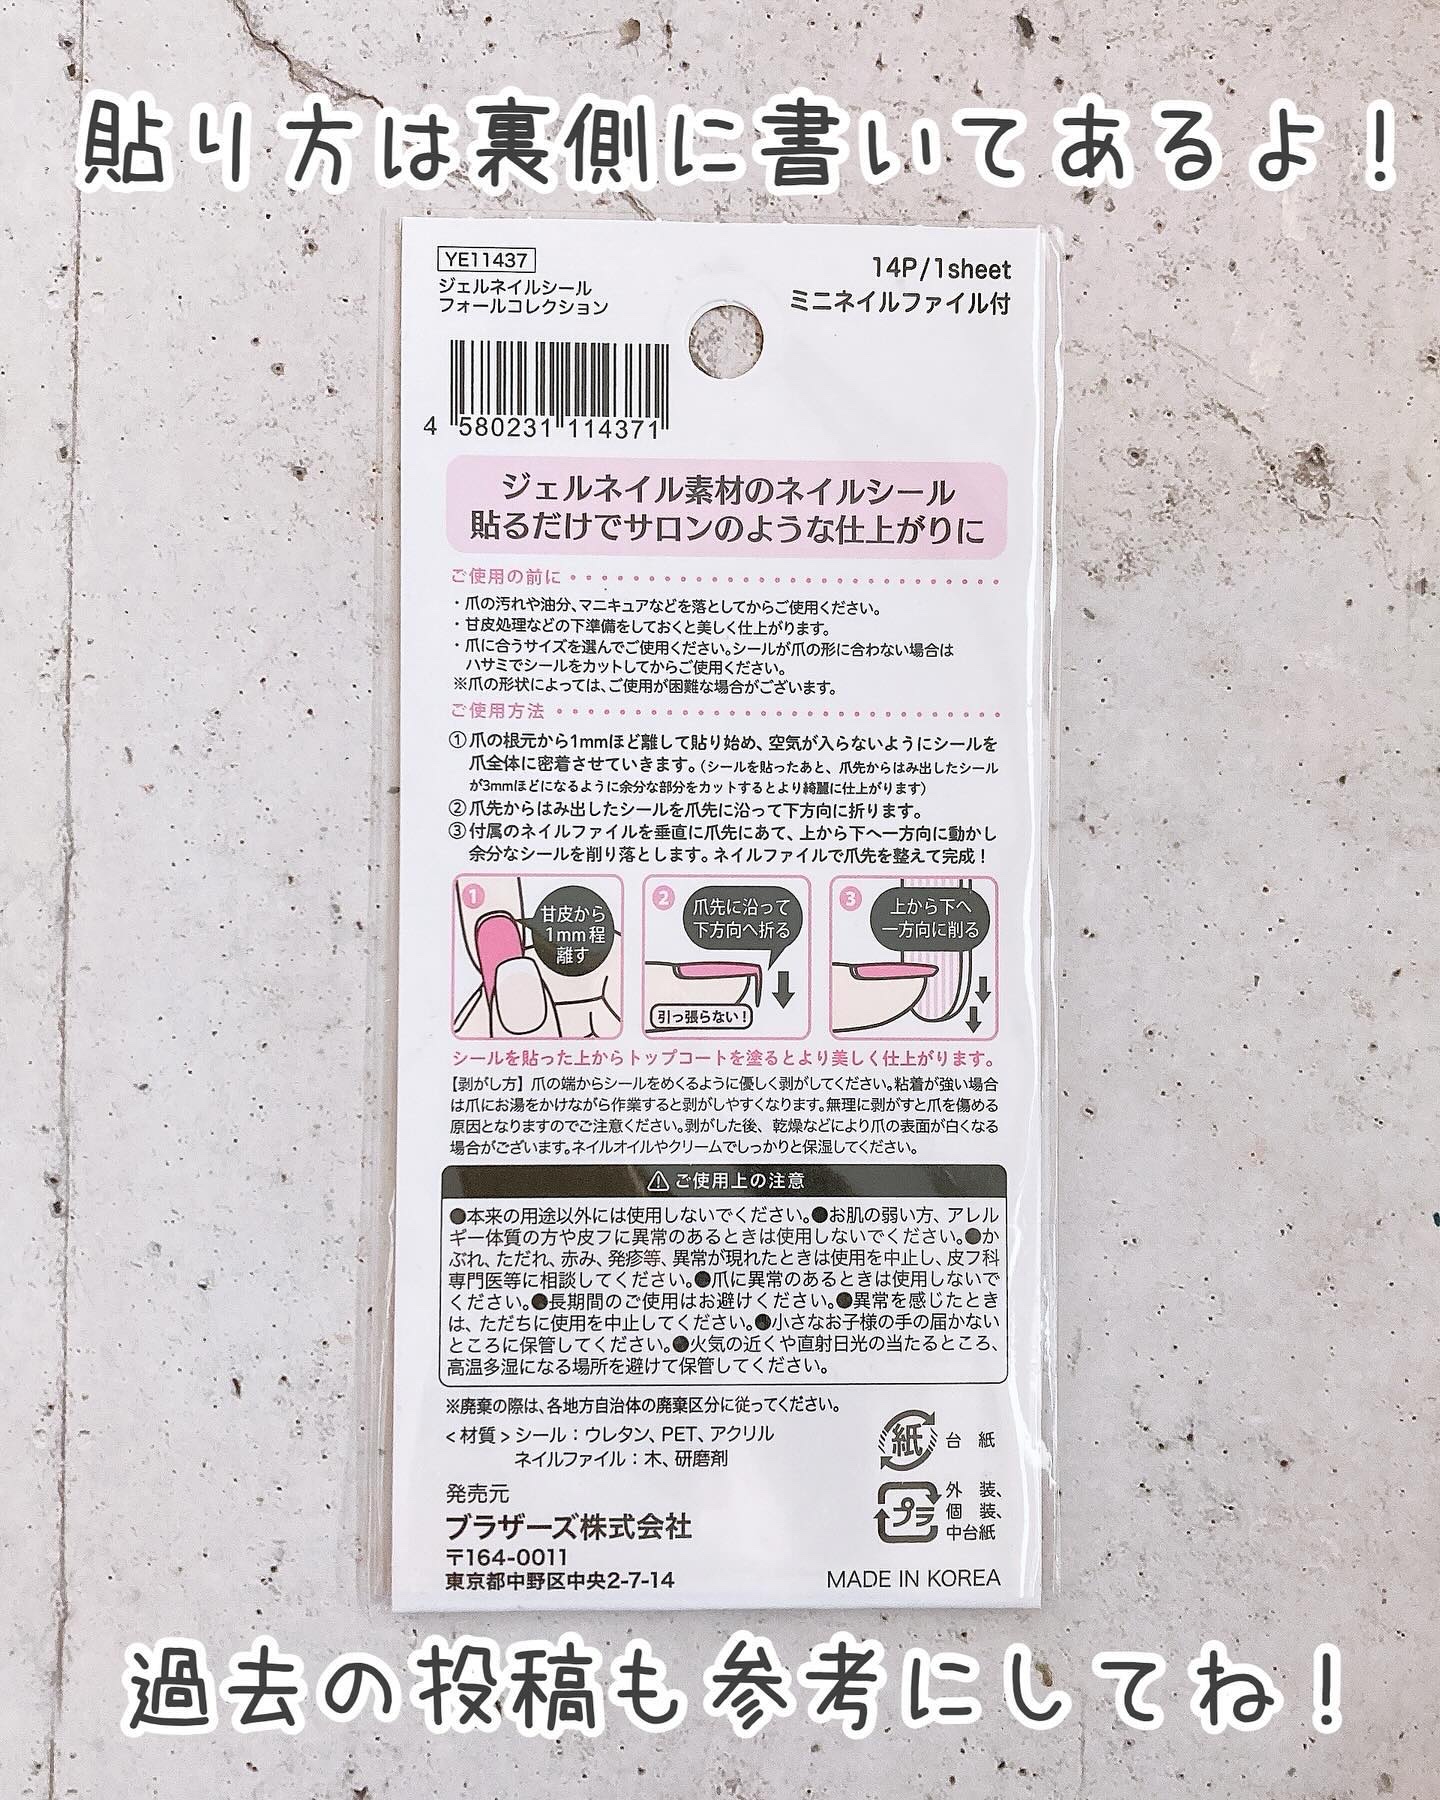 貼り方は裏側に書いてあるよ！
YE11437
ジェルネイルシール
フォールコレクション
14P/1sheet
ミニネイルファイル付
4 580231 114371
ジェルネイル素材のネイルシール
貼るだけでサロンのような仕上がりに
ご使用の前に
・爪の汚れや油分、マニキュアなどを落としてからご使用ください。
・甘皮処理などの下準備をしておくと美しく仕上がります。
・爪に合うサイズを選んでご使用ください。シールが爪の形に合わない場合は
ハサミでシールをカットしてからご使用ください。
※爪の形状によっては、ご使用が困難な場合がございます。
ご使用方法
①爪の根元から1mmほど離して貼り始め、空気が入らないようにシールを
爪全体に密着させていきます。（シールを貼ったあと、爪先からはみ出したシール
が3mmほどになるように余分な部分をカットするとより綺麗に仕上がります）
②爪先からはみ出したシールを爪先に沿って下方向に折ります。
③付属のネイルファイルを垂直に爪先にあて、上から下へ一方向に動かし
余分なシールを削り落とします。ネイルファイルで爪先を整えて完成！
1
甘皮から
1mm程
離す
2
爪先に沿って
下方向へ折る
引っ張らない！
3
上から下へ
一方向に削る
シールを貼った上からトップコートを塗るとより美しく仕上がります。
【剥がし方】爪の端からシールをめくるように優しく剥がしてください。粘着が強い場合
は爪にお湯をかけながら作業すると剥がしやすくなります。無理に剥がすと爪を傷める
原因となりますのでご注意ください。剥がした後、乾燥などにより爪の表面が白くなる
場合がございます。ネイルオイルやクリームでしっかりと保湿してください。
⚠ご使用上の注意
●本来の用途以外には使用しないでください。●お肌の弱い方、アレル
ギー体質の方や皮フに異常のあるときは使用しないでください。●か
ぶれ、ただれ、赤み、発疹等、異常が現れたときは使用を中止し、皮フ科
専門医等に相談してください。●爪に異常のあるときは使用しないで
ください。●長期間のご使用はお避けください。●異常を感じたとき
は、ただちに使用を中止してください。●小さなお子様の手の届かない
ところに保管してください。●火気の近くや直射日光の当たるところ、
高温多湿になる場所を避けて保管してください。
※廃棄の際は、各地方自治体の廃棄区分に従ってください。
<材質>シール：ウレタン、PET、アクリル
ネイルファイル：木、研磨剤
紙 台紙
プラ 外装、
個装、
中台紙
発売元
ブラザーズ株式会社
〒164-0011
東京都中野区中央2-7-14
MADE IN KOREA
過去の投稿も参考にしてね！